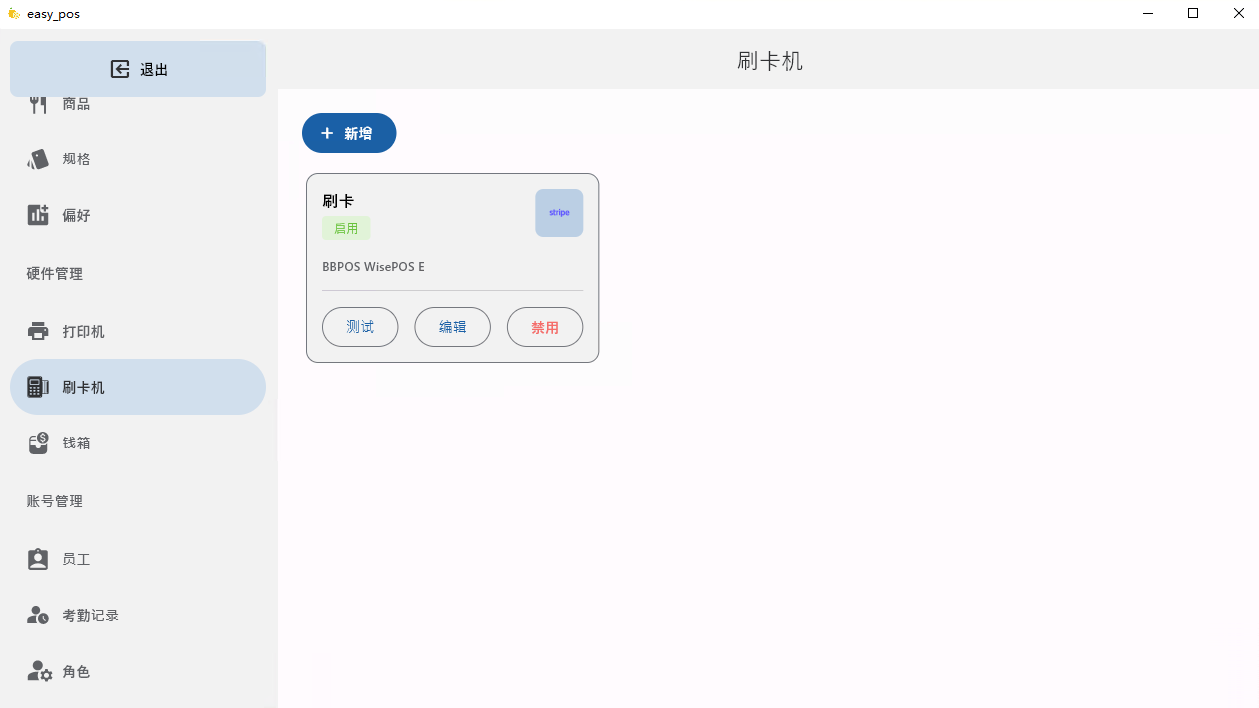 easy_pos
退出
商品
规格
偏好
硬件管理
打印机
刷卡机
钱箱
账号管理
员工
考勤记录
角色
刷卡机
+ 新增
刷卡
启用
stripe
BBPOS WisePOS E
测试
编辑
禁用